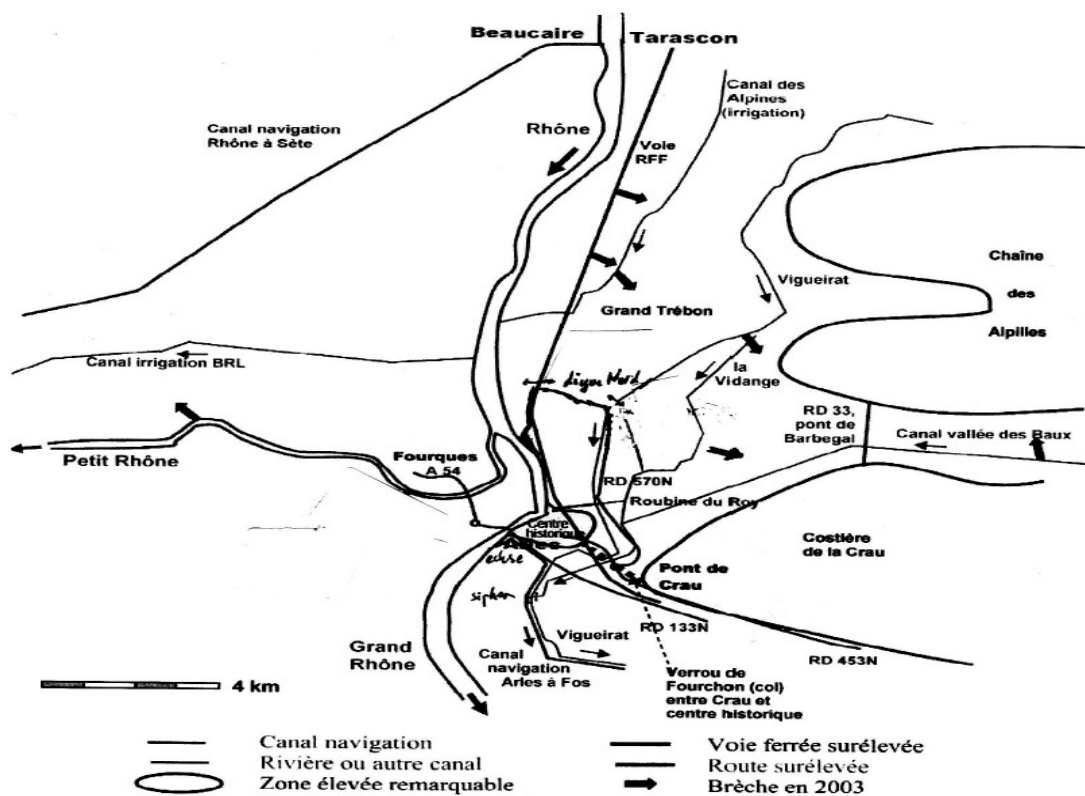 Beaucaire
Tarascon
Canal des
Alpines
(irrigation)
Canal navigation
Rhône à Sète
Rhône
Voie
RFF
Chaîne
des
Alpilles
Vigueirat
Grand Trébon
Canal irrigation BRL
la
Vidange
digue Nord
RD 33,
pont de
Barbegal
Canal vallée des Baux
Petit Rhône
Fourques
A 54
RD 570N
Roubine du Roy
Centre
historique
Costière
de la Crau
Pont de
Crau
siphon
RD 133N
Grand
Rhône
Vigueirat
Canal
navigation
Arles à Fos
RD 453N
Verrou de
Fourchon (col)
entre Crau et
centre historique
4 km
Canal navigation
Rivière ou autre canal
Zone élevée remarquable
Voie ferrée surélevée
Route surélevée
Brèche en 2003